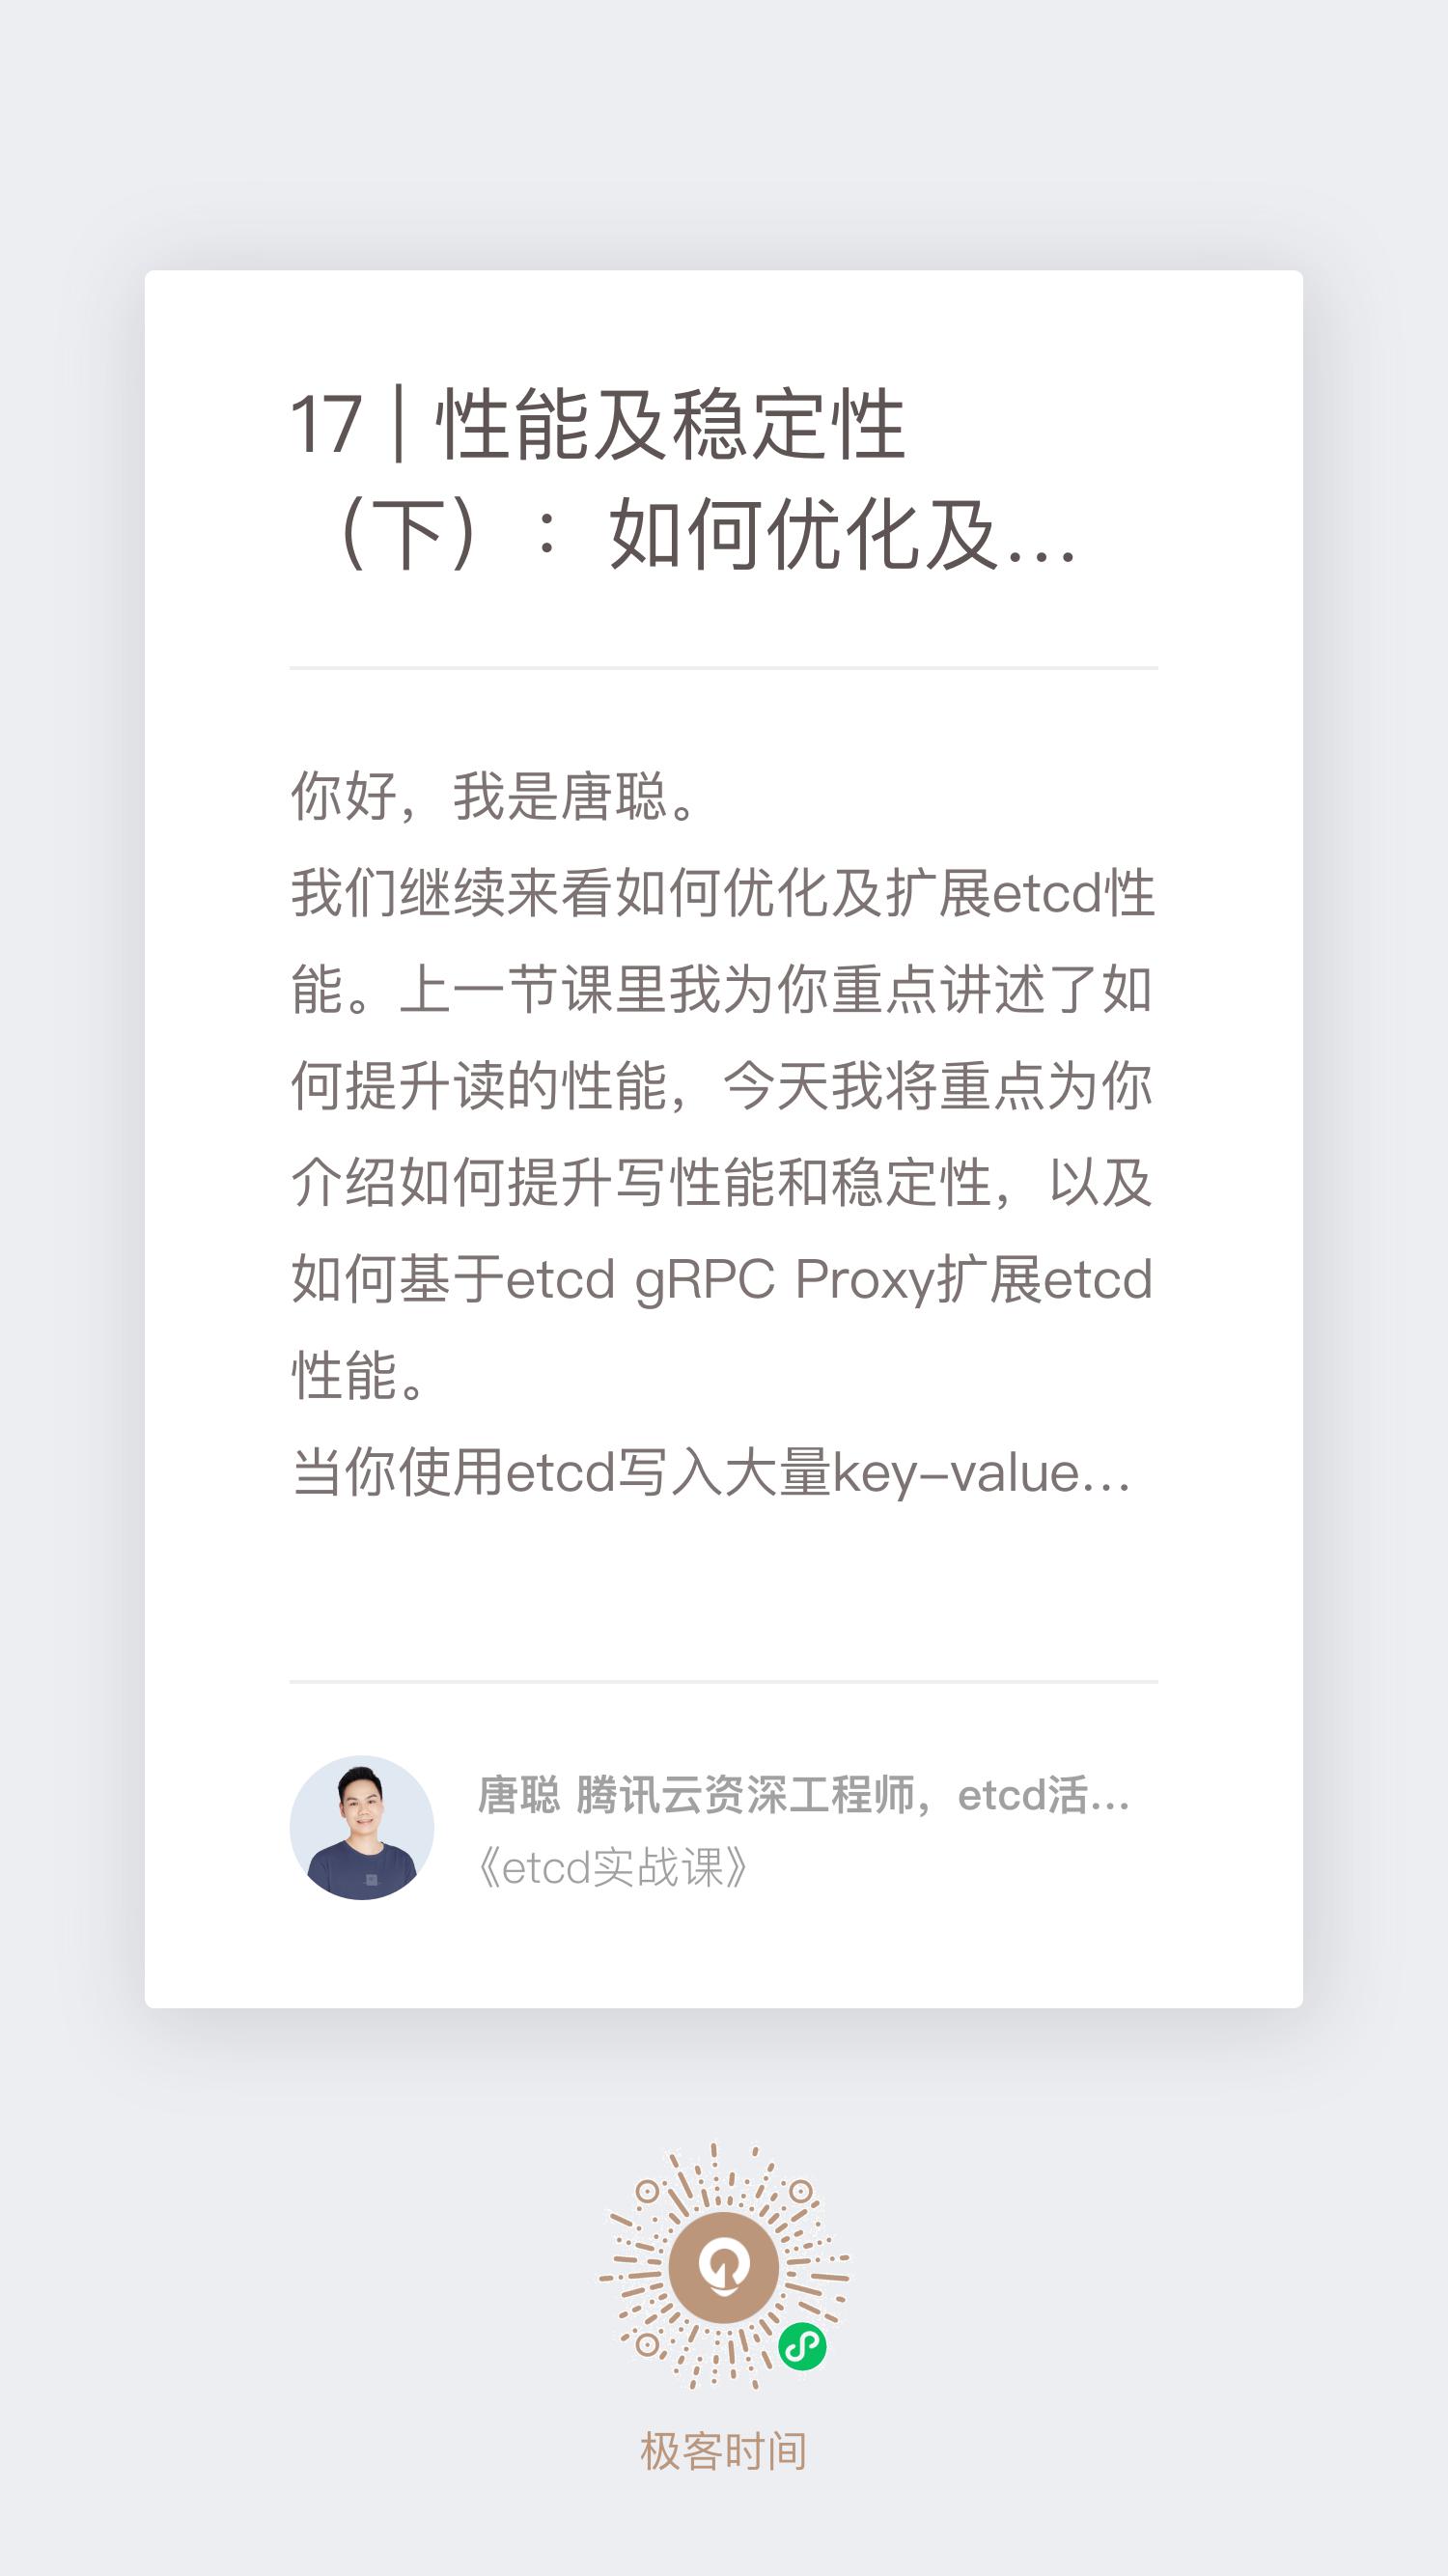 17 | 性能及稳定性
（下）：如何优化及...
你好，我是唐聪。
我们继续来看如何优化及扩展etcd性
能。上一节课里我为你重点讲述了如
何提升读的性能，今天我将重点为你
介绍如何提升写性能和稳定性，以及
如何基于etcd gRPC Proxy扩展etcd
性能。
当你使用etcd写入大量key-value...
唐聪 腾讯云资深工程师，etcd活...
《etcd实战课》
极客时间